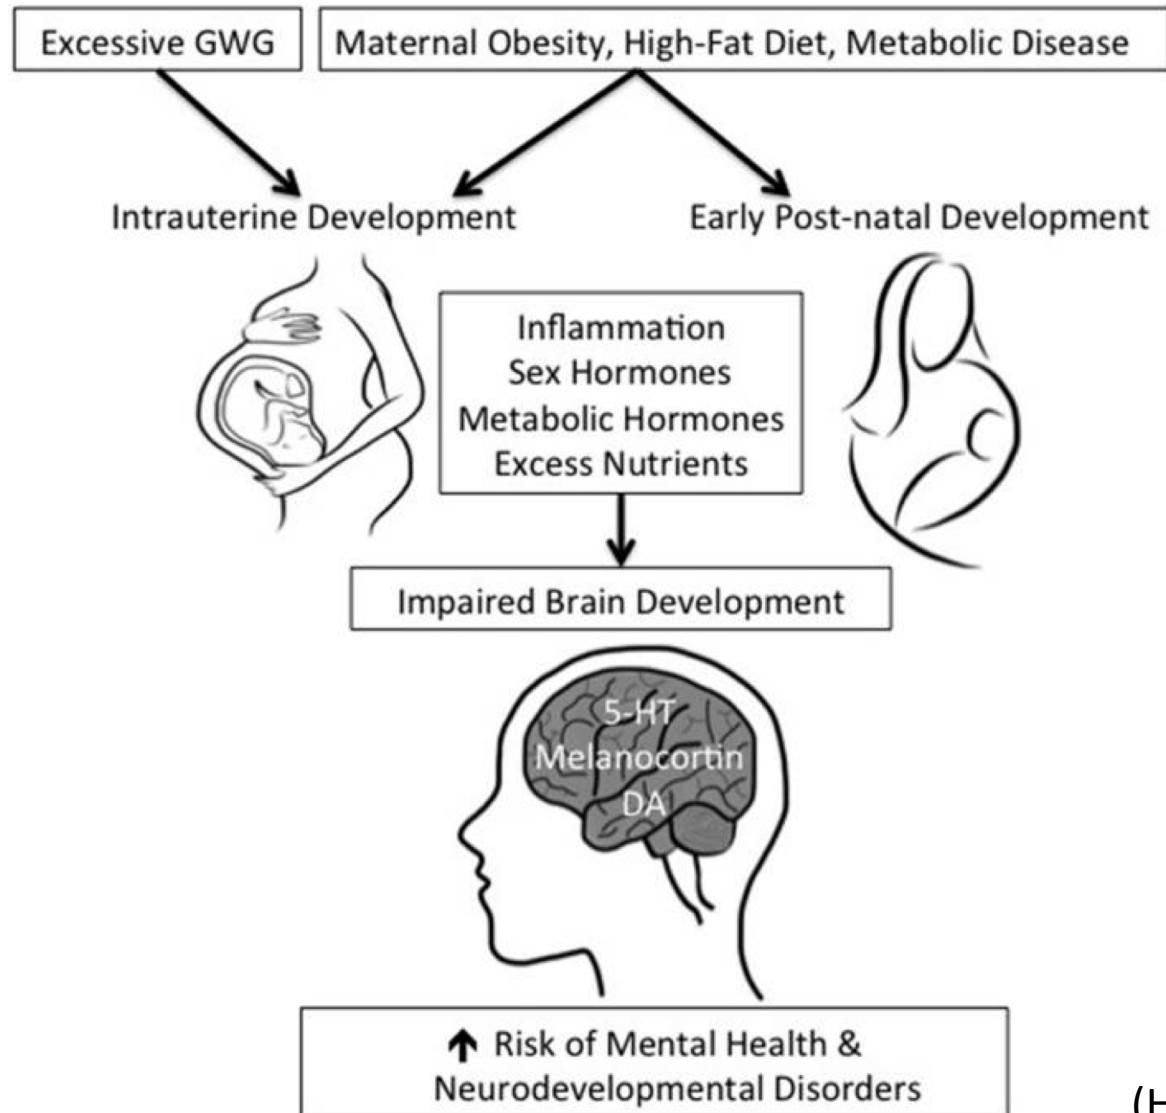 Excessive GWG
Maternal Obesity, High-Fat Diet, Metabolic Disease
Intrauterine Development
Early Post-natal Development
Inflammation
Sex Hormones
Metabolic Hormones
Excess Nutrients
Impaired Brain Development
5-HT
Melanocortin
DA
↑ Risk of Mental Health &
Neurodevelopmental Disorders
(H